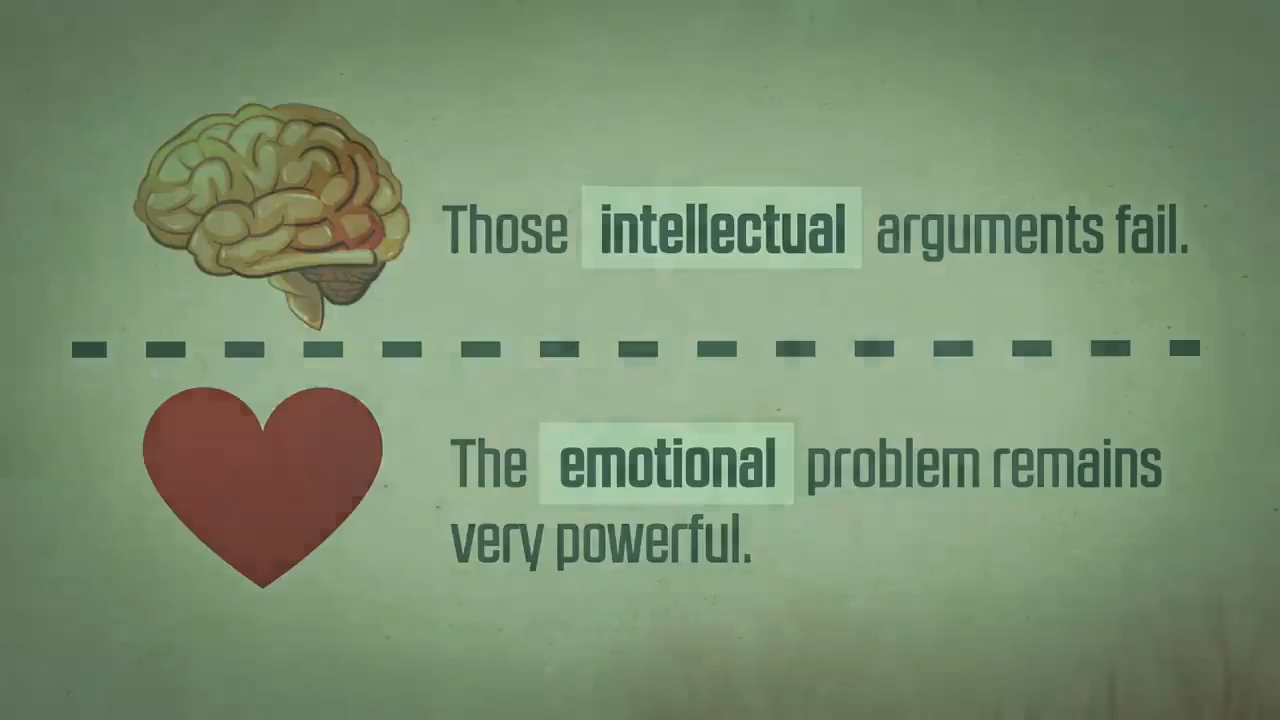 Those intellectual arguments fail.
The emotional problem remains
very powerful.